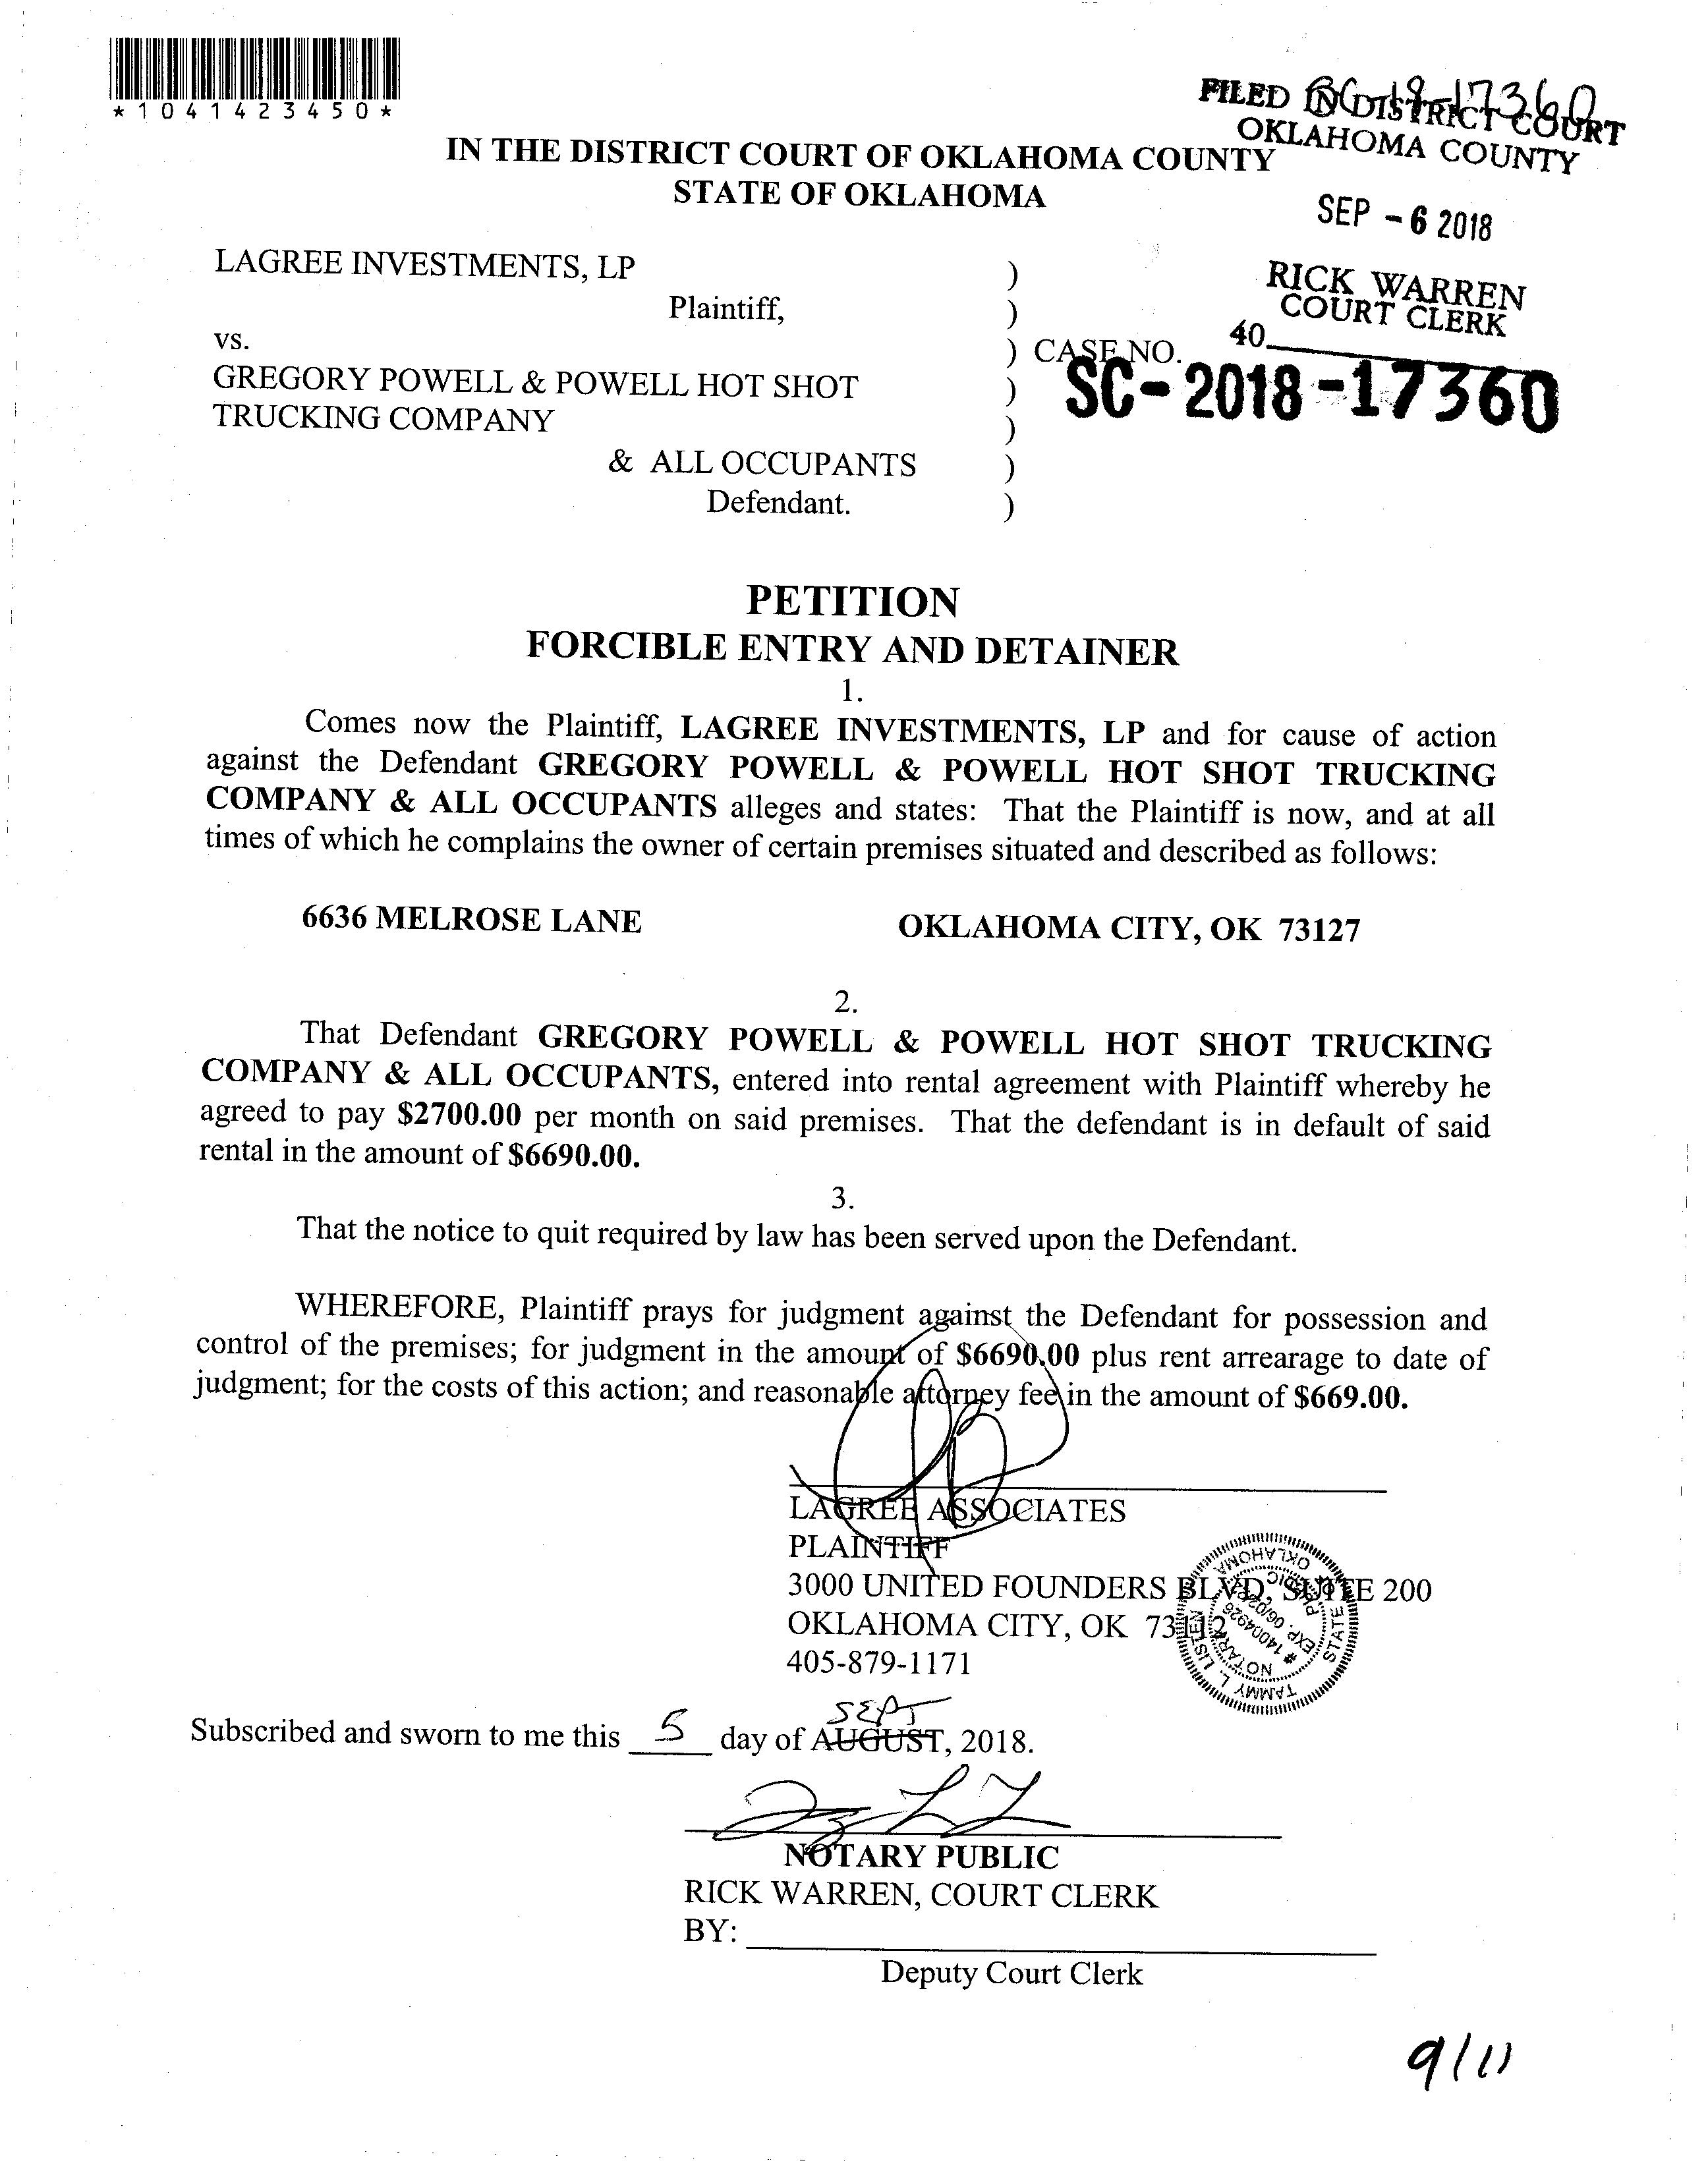 *1041423450*
SC-18-17360
FILED IN DISTRICT COURT
OKLAHOMA COUNTY
IN THE DISTRICT COURT OF OKLAHOMA COUNTY
STATE OF OKLAHOMA
SEP - 6 2018
RICK WARREN
COURT CLERK
40
LAGREE INVESTMENTS, LP )
Plaintiff, )
vs. ) CASE NO.
SC-2018-17360
GREGORY POWELL & POWELL HOT SHOT )
TRUCKING COMPANY )
& ALL OCCUPANTS )
Defendant. )
PETITION
FORCIBLE ENTRY AND DETAINER
1.
Comes now the Plaintiff, LAGREE INVESTMENTS, LP and for cause of action
against the Defendant GREGORY POWELL & POWELL HOT SHOT TRUCKING
COMPANY & ALL OCCUPANTS alleges and states: That the Plaintiff is now, and at all
times of which he complains the owner of certain premises situated and described as follows:
6636 MELROSE LANE OKLAHOMA CITY, OK 73127
2.
That Defendant GREGORY POWELL & POWELL HOT SHOT TRUCKING
COMPANY & ALL OCCUPANTS, entered into rental agreement with Plaintiff whereby he
agreed to pay $2700.00 per month on said premises. That the defendant is in default of said
rental in the amount of $6690.00.
3.
That the notice to quit required by law has been served upon the Defendant.
WHEREFORE, Plaintiff prays for judgment against the Defendant for possession and
control of the premises; for judgment in the amount of $6690.00 plus rent arrearage to date of
judgment; for the costs of this action; and reasonable attorney fee in the amount of $669.00.
LAGREE ASSOCIATES
PLAINTIFF
3000 UNITED FOUNDERS BLVD, SUITE 200
OKLAHOMA CITY, OK 73112
405-879-1171
TAMMY L. LISTEN
STATE OF OKLAHOMA
NOTARY PUBLIC
# 14004926
SEPT
Subscribed and sworn to me this 5 day of AUGUST, 2018.
NOTARY PUBLIC
RICK WARREN, COURT CLERK
BY:
Deputy Court Clerk
9/11